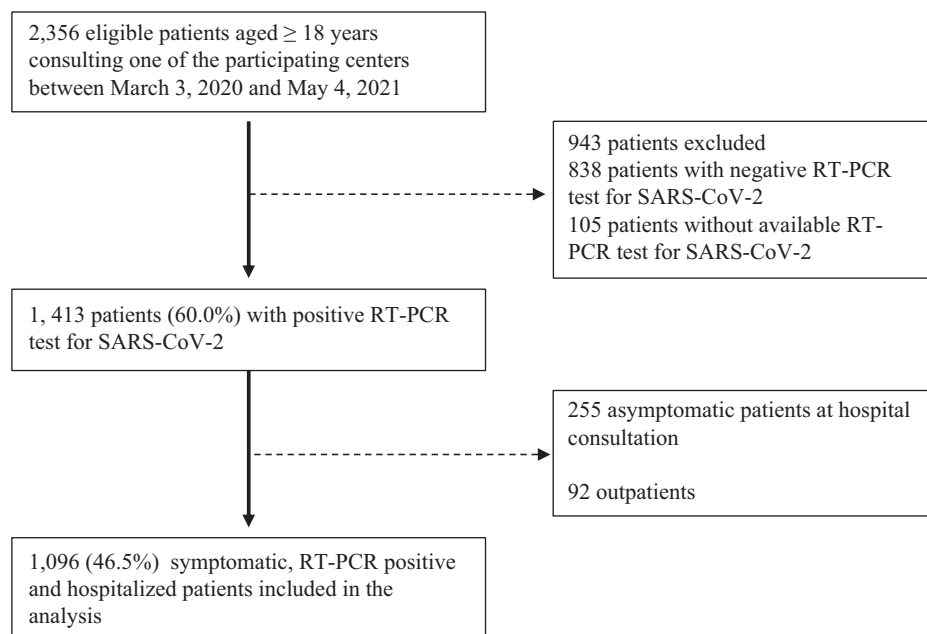 2,356 eligible patients aged ≥ 18 years
consulting one of the participating centers
between March 3, 2020 and May 4, 2021
943 patients excluded
838 patients with negative RT-PCR
test for SARS-CoV-2
105 patients without available RT-
PCR test for SARS-CoV-2
1, 413 patients (60.0%) with positive RT-PCR
test for SARS-CoV-2
255 asymptomatic patients at hospital
consultation
92 outpatients
1,096 (46.5%) symptomatic, RT-PCR positive
and hospitalized patients included in the
analysis